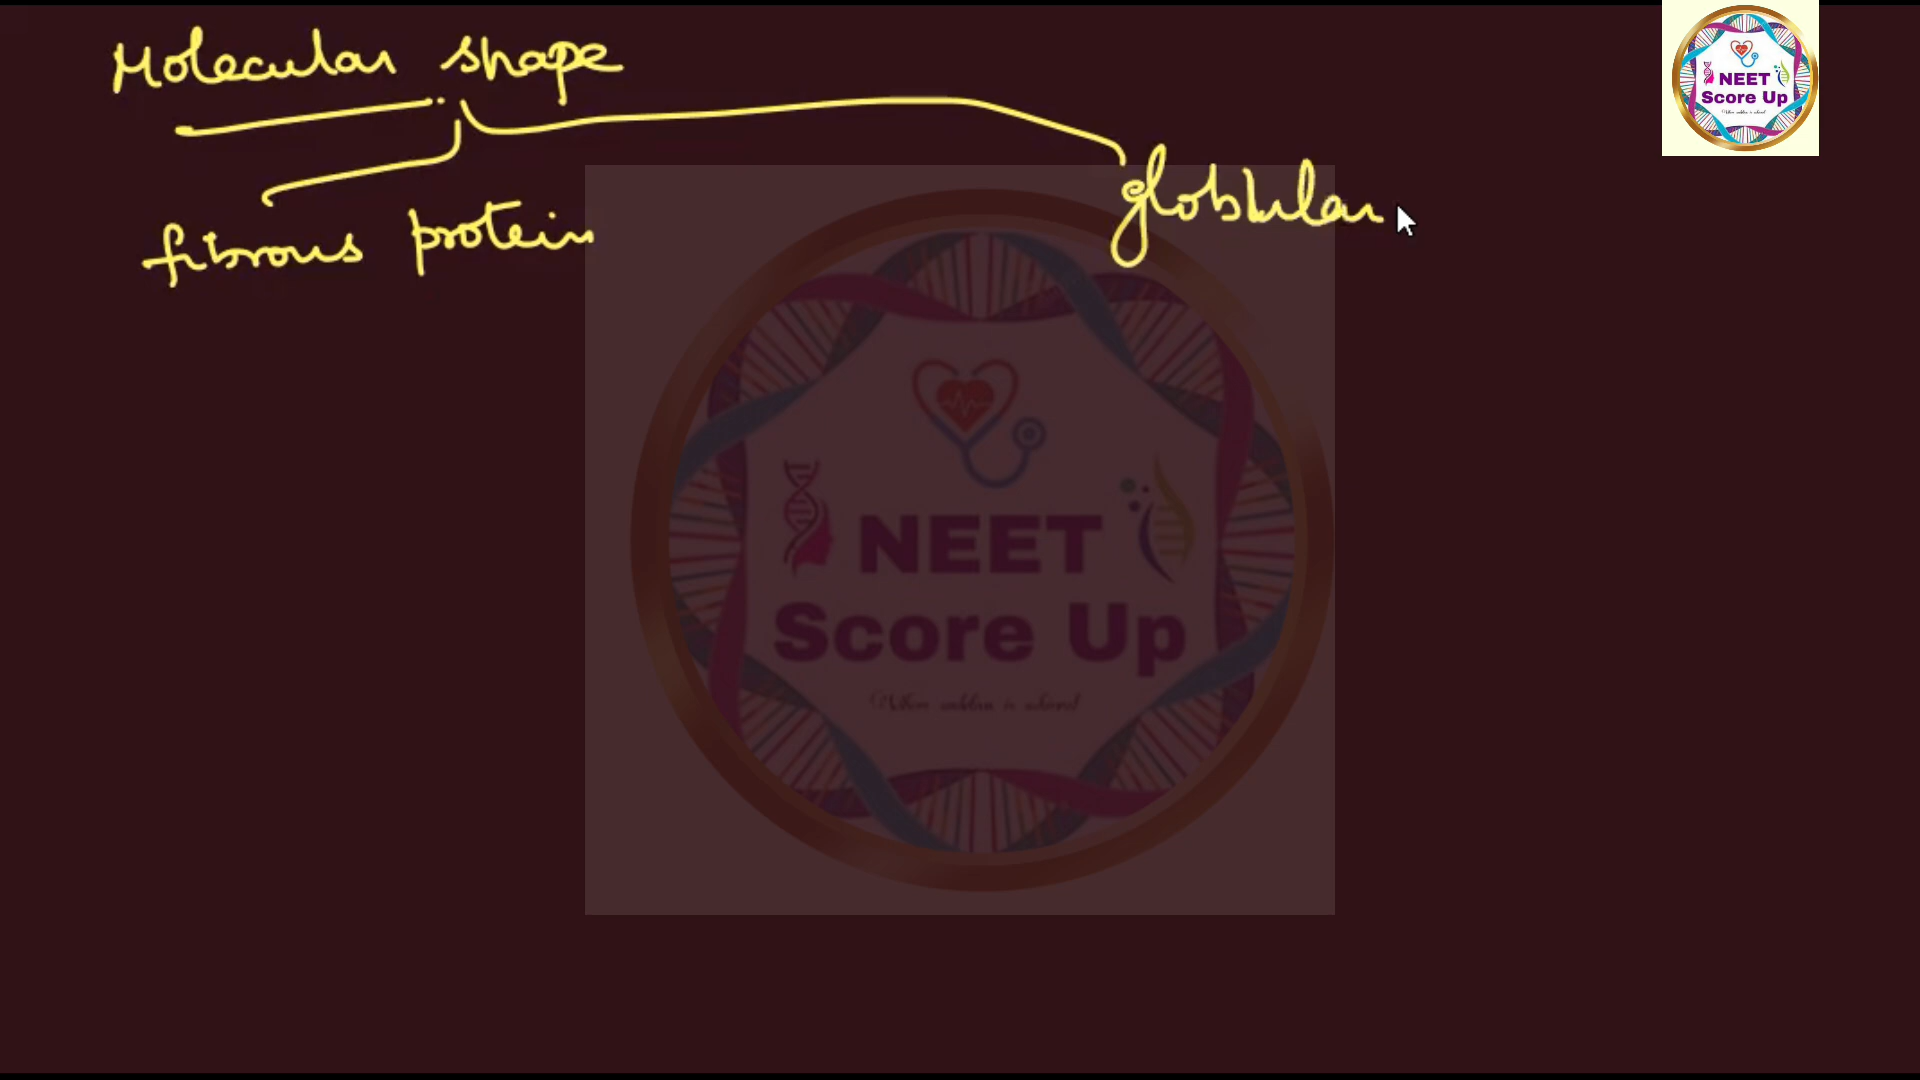 Molecular shape
fibrous protein
globular
NEET
Score Up
NEET
Score Up